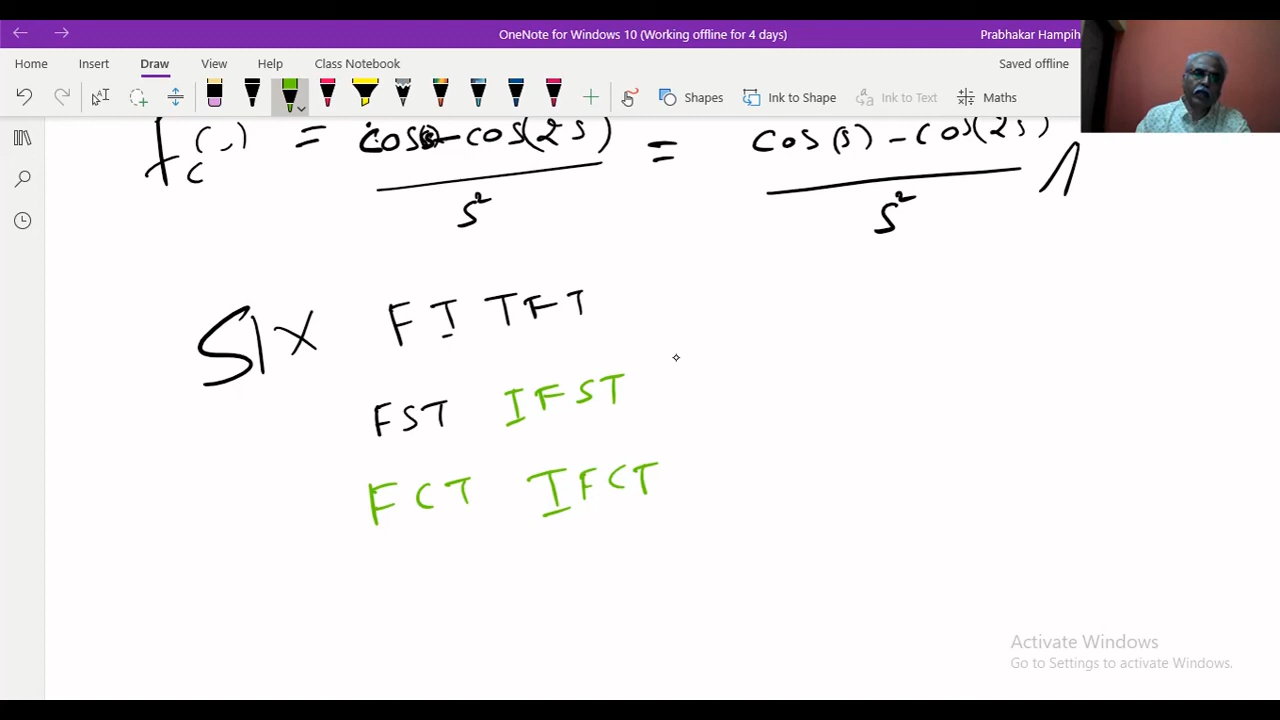 OneNote for Windows 10 (Working offline for 4 days)
Prabhakar Hampih
Home Insert Draw View Help Class Notebook
Saved offline
Shapes Ink to Shape Ink to Text Maths
f_c(s) = cos(s) - cos(2s) / s² = cos(s) - cos(2s) / s²
SIX FT IFT
FST IFST
FCT IFCT
Activate Windows
Go to Settings to activate Windows.